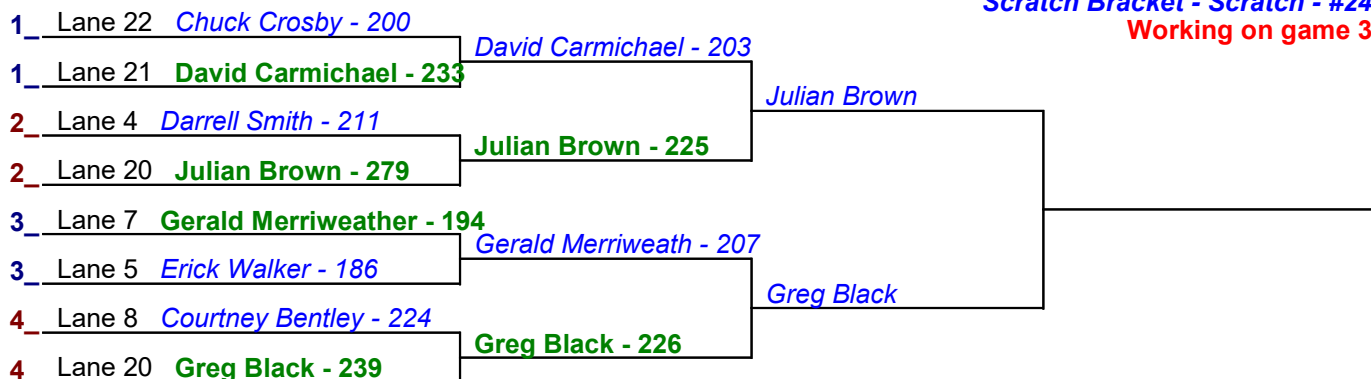 Scratch Bracket - Scratch - #24
Working on game 3
1_ Lane 22 Chuck Crosby - 200
David Carmichael - 203
1_ Lane 21 David Carmichael - 233
Julian Brown
2_ Lane 4 Darrell Smith - 211
Julian Brown - 225
2_ Lane 20 Julian Brown - 279
3_ Lane 7 Gerald Merriweather - 194
Gerald Merriweath - 207
3_ Lane 5 Erick Walker - 186
Greg Black
4_ Lane 8 Courtney Bentley - 224
Greg Black - 226
4 Lane 20 Greg Black - 239